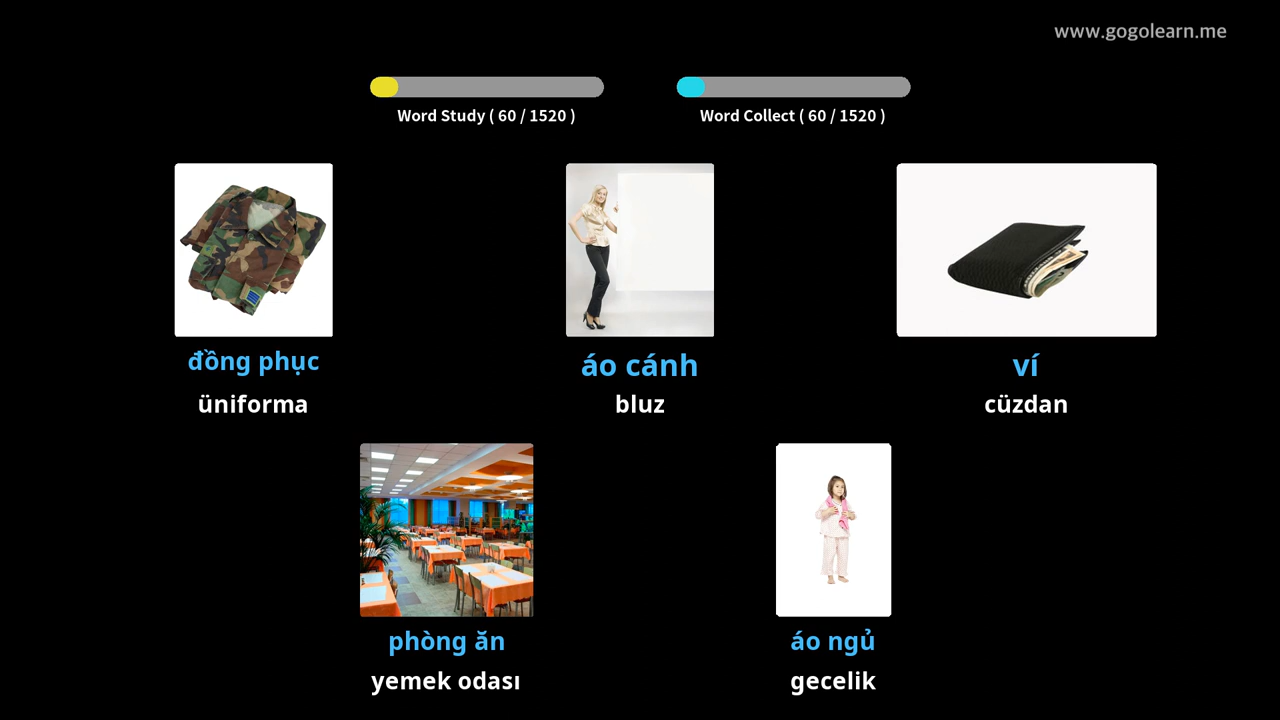 www.gogolearn.me
Word Study ( 60 / 1520 )
Word Collect ( 60 / 1520 )
đồng phục
üniforma
áo cánh
bluz
ví
cüzdan
phòng ăn
yemek odası
áo ngủ
gecelik